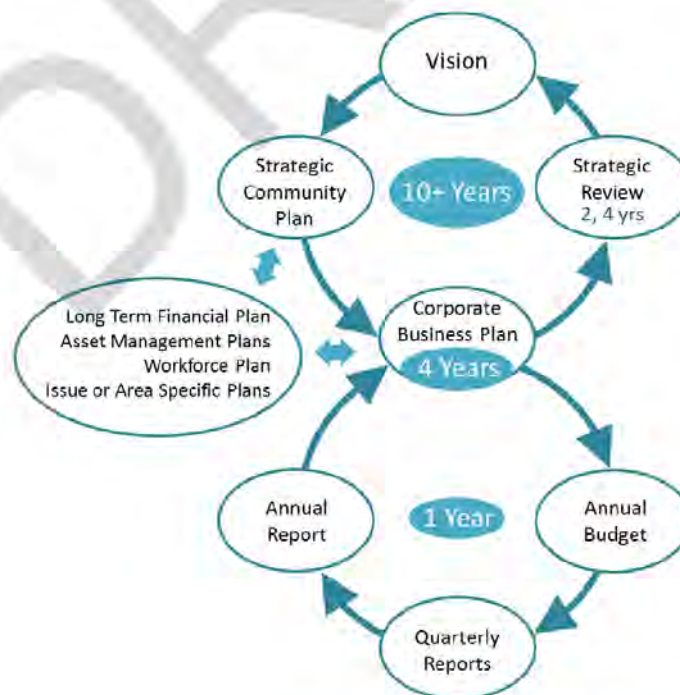 Vision
Strategic
Community
Plan
10+ Years
Strategic
Review
2, 4 yrs
Long Term Financial Plan
Asset Management Plans
Workforce Plan
Issue or Area Specific Plans
Corporate
Business Plan
4 Years
Annual
Report
1 Year
Annual
Budget
Quarterly
Reports